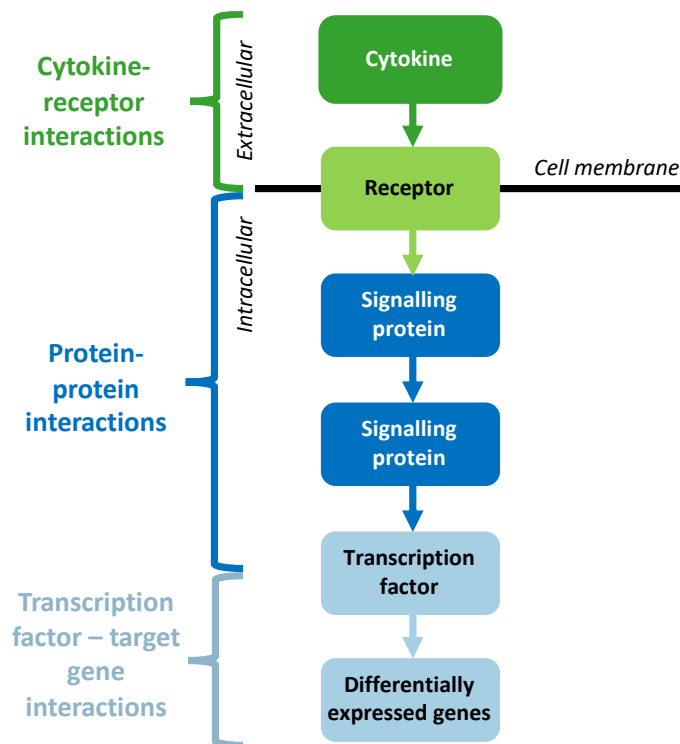 Cytokine-
receptor
interactions
Extracellular
Cytokine
Receptor
Cell membrane
Intracellular
Protein-
protein
interactions
Signalling
protein
Signalling
protein
Transcription
factor
Transcription
factor – target
gene
interactions
Differentially
expressed genes